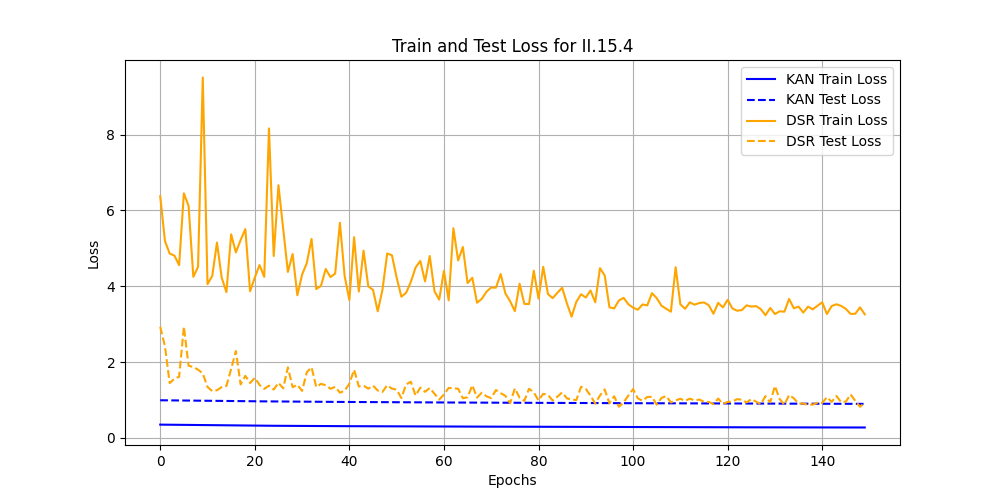 Train and Test Loss for II.15.4
KAN Train Loss
KAN Test Loss
DSR Train Loss
DSR Test Loss
Loss
8
6
4
2
0
0 20 40 60 80 100 120 140
Epochs